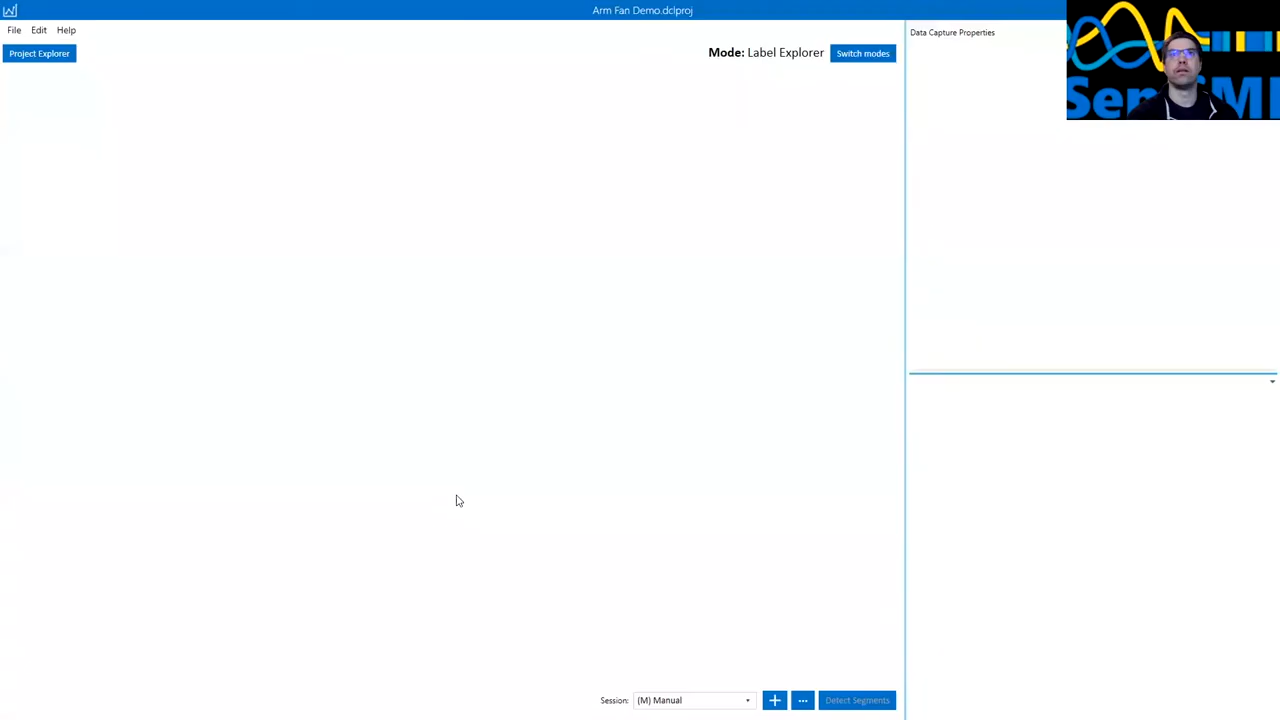 Arm Fan Demo.dclproj
File Edit Help
Project Explorer
Mode: Label Explorer
Switch modes
Data Capture Properties
Session: (M) Manual
+
...
Detect Segments